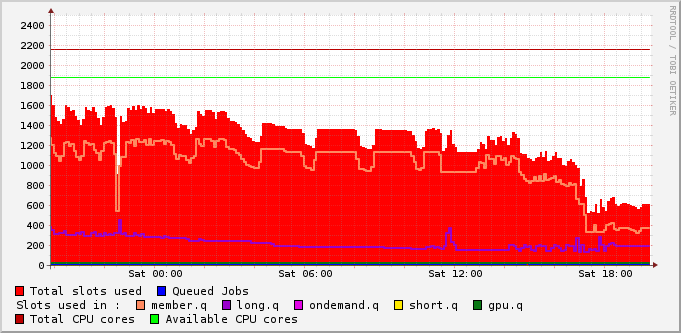 RRDTOOL / TOBI OETIKER
2400
2200
2000
1800
1600
1400
1200
1000
800
600
400
200
0
Sat 00:00 Sat 06:00 Sat 12:00 Sat 18:00
Total slots used Queued Jobs
Slots used in : member.q long.q ondemand.q short.q gpu.q
Total CPU cores Available CPU cores